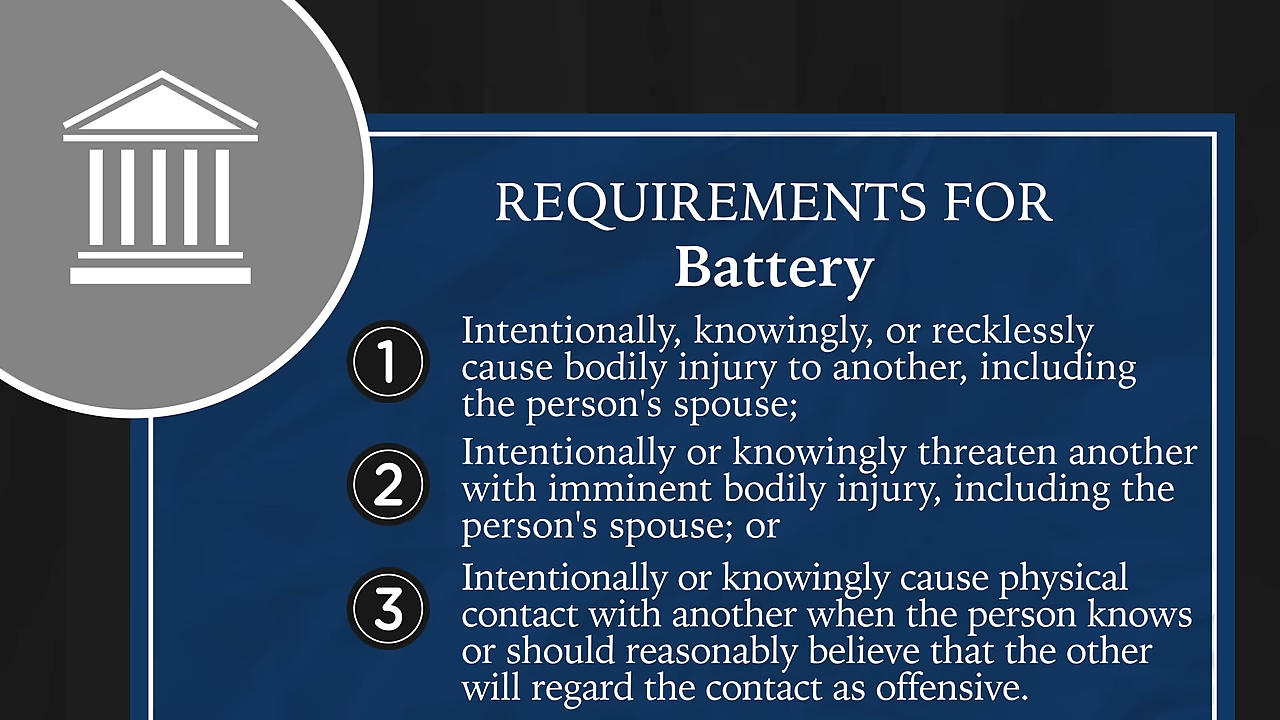 REQUIREMENTS FOR
Battery
1
Intentionally, knowingly, or recklessly
cause bodily injury to another, including
the person's spouse;
2
Intentionally or knowingly threaten another
with imminent bodily injury, including the
person's spouse; or
3
Intentionally or knowingly cause physical
contact with another when the person knows
or should reasonably believe that the other
will regard the contact as offensive.